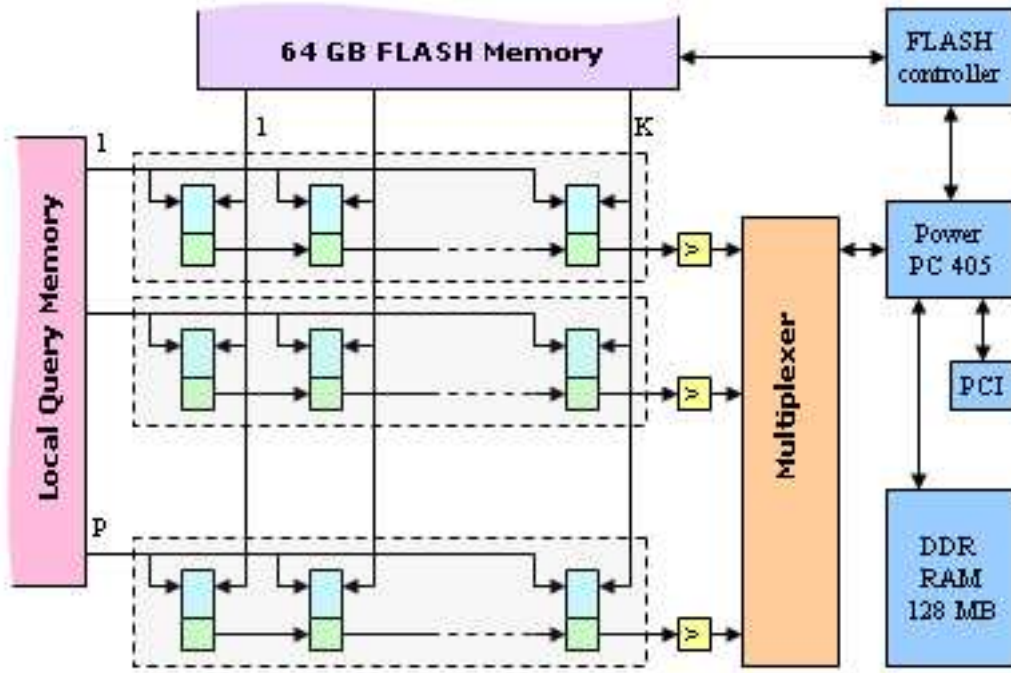 64 GB FLASH Memory
FLASH
controller
1
K
1
Local Query Memory
Power
PC 405
>
Multiplexer
>
PCI
P
DDR
RAM
128 MB
>